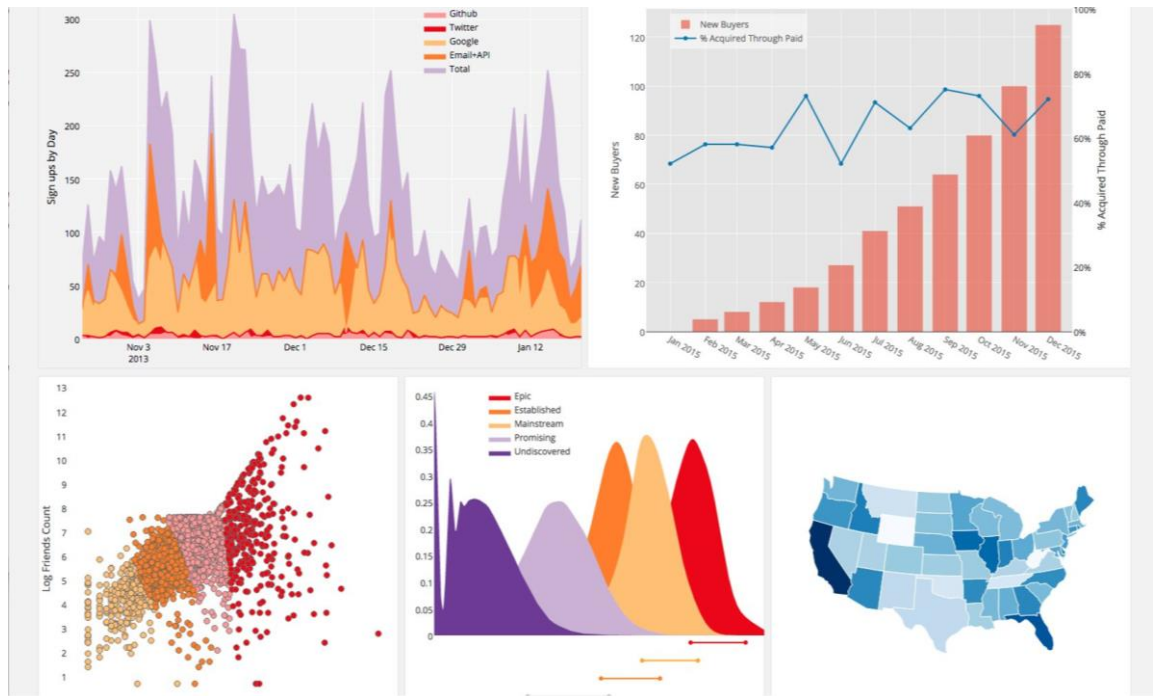 Github
Twitter
Google
Email+API
Total
300
250
200
150
100
50
0
Sign ups by Day
Nov 3
2013
Nov 17
Dec 1
Dec 15
Dec 29
Jan 12
New Buyers
% Acquired Through Paid
120
100
80
60
40
20
0
New Buyers
100%
80%
60%
40%
20%
0%
% Acquired Through Paid
Jan 2015
Feb 2015
Mar 2015
Apr 2015
May 2015
Jun 2015
Jul 2015
Aug 2015
Sep 2015
Oct 2015
Nov 2015
Dec 2015
13
12
11
10
9
8
7
6
5
4
3
2
1
Log Friends Count
0.45
0.4
0.35
0.3
0.25
0.2
0.15
0.1
0.05
0
Epic
Established
Mainstream
Promising
Undiscovered